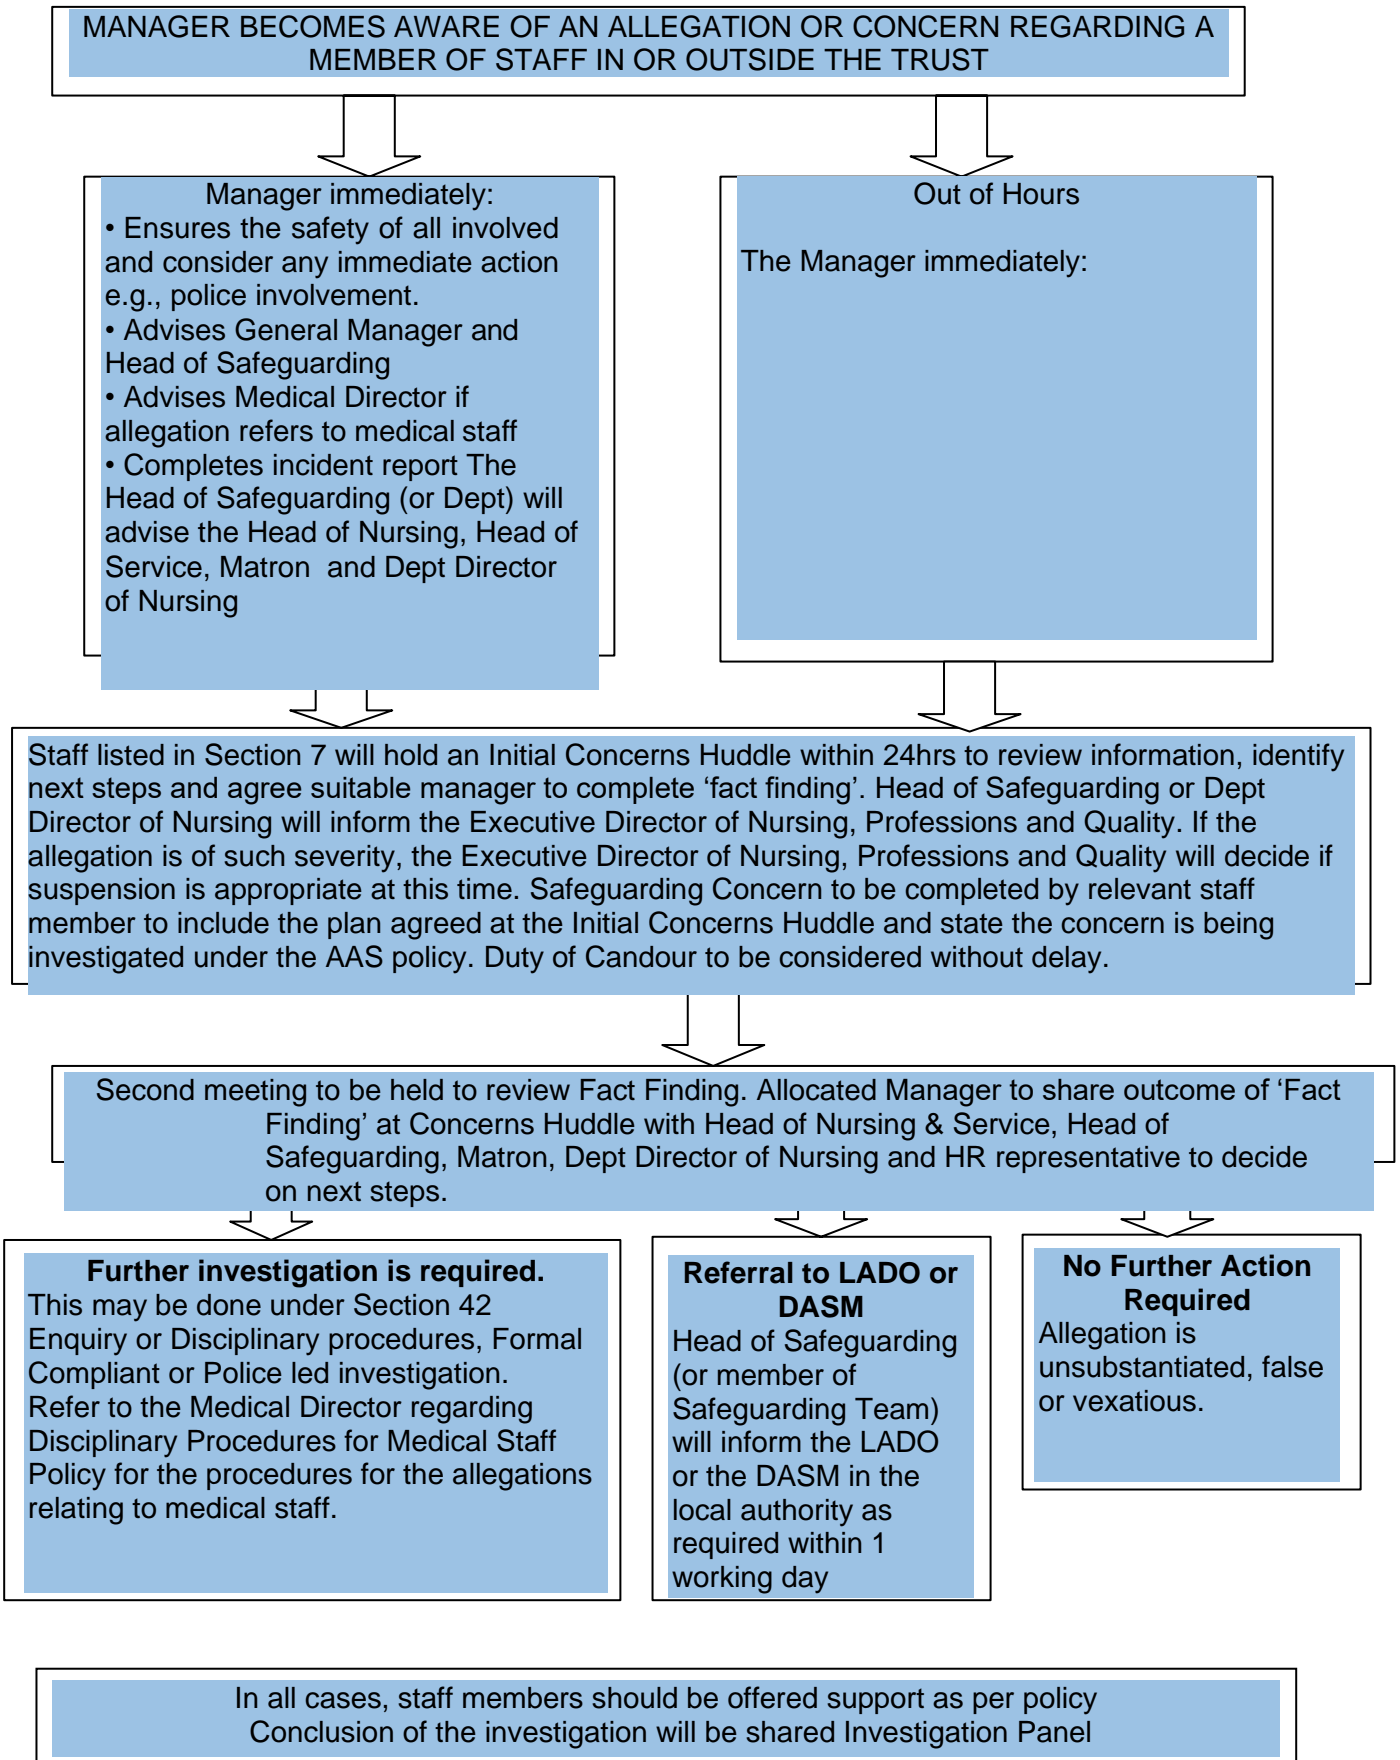 MANAGER BECOMES AWARE OF AN ALLEGATION OR CONCERN REGARDING A
MEMBER OF STAFF IN OR OUTSIDE THE TRUST
Manager immediately:
• Ensures the safety of all involved
and consider any immediate action
e.g., police involvement.
• Advises General Manager and
Head of Safeguarding
• Advises Medical Director if
allegation refers to medical staff
• Completes incident report The
Head of Safeguarding (or Dept) will
advise the Head of Nursing, Head of
Service, Matron and Dept Director
of Nursing
Out of Hours
The Manager immediately:
Staff listed in Section 7 will hold an Initial Concerns Huddle within 24hrs to review information, identify
next steps and agree suitable manager to complete ‘fact finding’. Head of Safeguarding or Dept
Director of Nursing will inform the Executive Director of Nursing, Professions and Quality. If the
allegation is of such severity, the Executive Director of Nursing, Professions and Quality will decide if
suspension is appropriate at this time. Safeguarding Concern to be completed by relevant staff
member to include the plan agreed at the Initial Concerns Huddle and state the concern is being
investigated under the AAS policy. Duty of Candour to be considered without delay.
Second meeting to be held to review Fact Finding. Allocated Manager to share outcome of ‘Fact
Finding’ at Concerns Huddle with Head of Nursing & Service, Head of
Safeguarding, Matron, Dept Director of Nursing and HR representative to decide
on next steps.
Further investigation is required.
This may be done under Section 42
Enquiry or Disciplinary procedures, Formal
Compliant or Police led investigation.
Refer to the Medical Director regarding
Disciplinary Procedures for Medical Staff
Policy for the procedures for the allegations
relating to medical staff.
Referral to LADO or
DASM
Head of Safeguarding
(or member of
Safeguarding Team)
will inform the LADO
or the DASM in the
local authority as
required within 1
working day
No Further Action
Required
Allegation is
unsubstantiated, false
or vexatious.
In all cases, staff members should be offered support as per policy
Conclusion of the investigation will be shared Investigation Panel